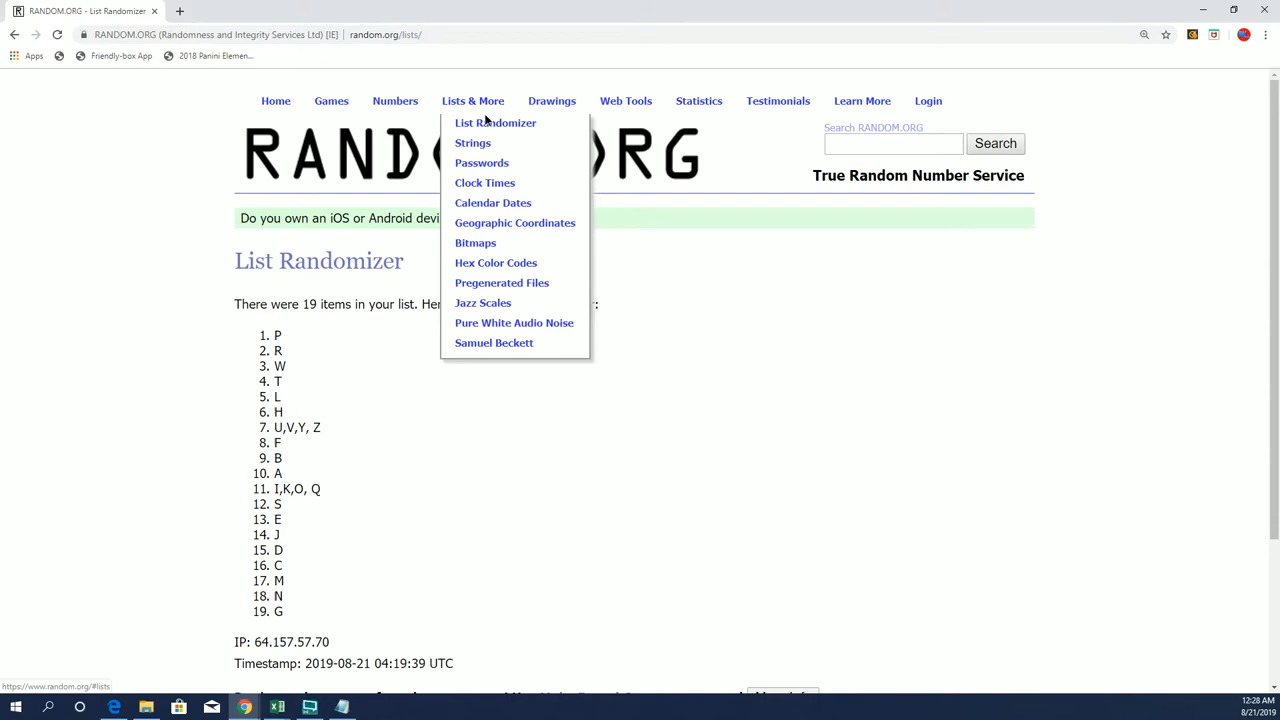 RANDOM.ORG - List Randomizer
RANDOM.ORG (Randomness and Integrity Services Ltd) [IE] | random.org/lists/
Apps Friendly-box App 2018 Panini Elemen...
Home Games Numbers Lists & More Drawings Web Tools Statistics Testimonials Learn More Login
List Randomizer
Strings
Passwords
Clock Times
Calendar Dates
Geographic Coordinates
Bitmaps
Hex Color Codes
Pregenerated Files
Jazz Scales
Pure White Audio Noise
Samuel Beckett
RAND ORG
Search RANDOM.ORG
Search
True Random Number Service
Do you own an iOS or Android devi
List Randomizer
There were 19 items in your list. Her :
1. P
2. R
3. W
4. T
5. L
6. H
7. U,V,Y, Z
8. F
9. B
10. A
11. I,K,O, Q
12. S
13. E
14. J
15. D
16. C
17. M
18. N
19. G
IP: 64.157.57.70
Timestamp: 2019-08-21 04:19:39 UTC
https://www.random.org/#lists
12:28 AM
8/21/2019